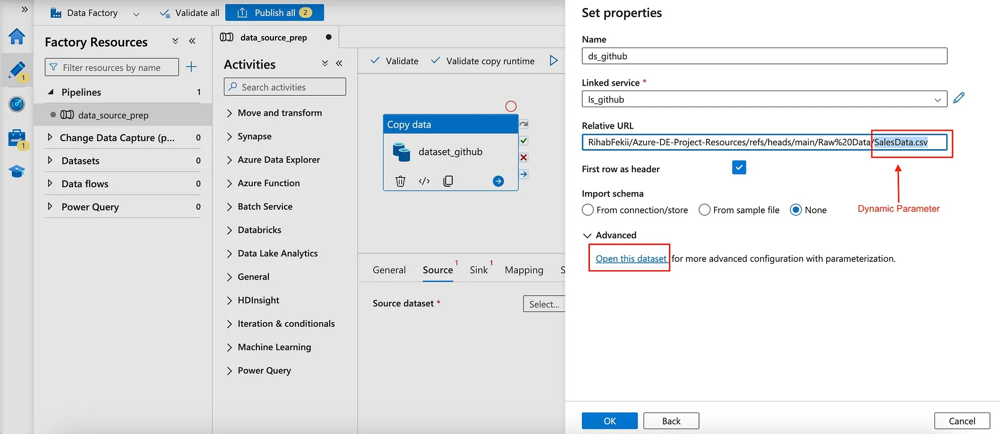 Data Factory
Validate all
Publish all 2
Factory Resources
Filter resources by name
Pipelines 1
data_source_prep
Change Data Capture (p... 0
Datasets 0
Data flows 0
Power Query 0
1
1
data_source_prep
Activities
Search activities
Move and transform
Synapse
Azure Data Explorer
Azure Function
Batch Service
Databricks
Data Lake Analytics
General
HDInsight
Iteration & conditionals
Machine Learning
Power Query
Validate
Validate copy runtime
Copy data
dataset_github
General
Source 1
Sink 1
Mapping
S
Source dataset *
Select...
Set properties
Name
ds_github
Linked service *
ls_github
Relative URL
RihabFekii/Azure-DE-Project-Resources/refs/heads/main/Raw%20Data/SalesData.csv
First row as header
Import schema
From connection/store
From sample file
None
Dynamic Parameter
Advanced
Open this dataset for more advanced configuration with parameterization.
OK
Back
Cancel